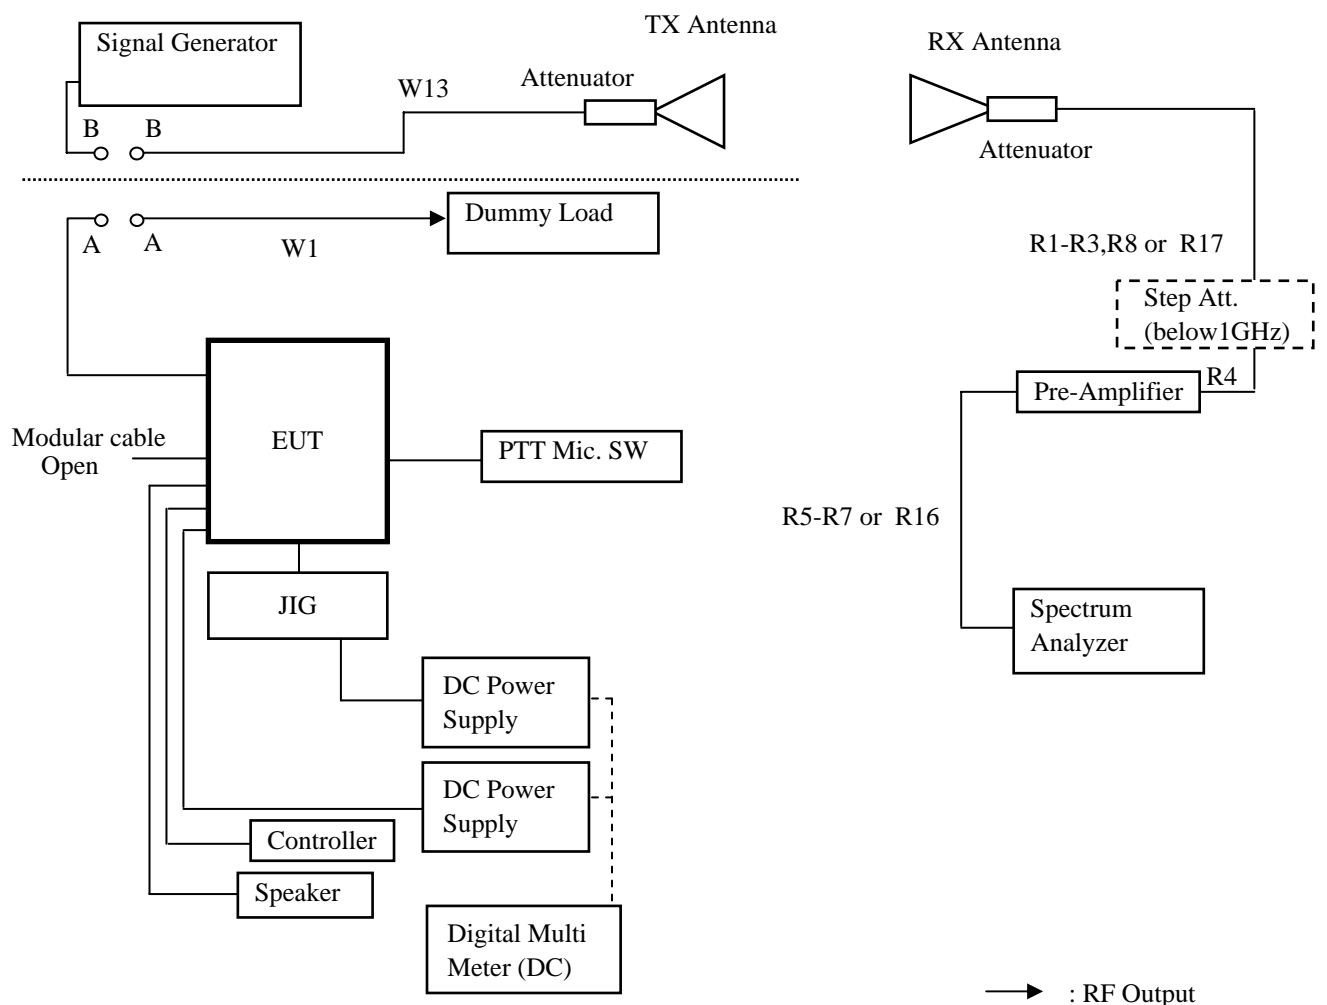 TX Antenna
Signal Generator
RX Antenna
Attenuator
W13
B
B
Attenuator
Dummy Load
A
A
W1
R1-R3,R8 or R17
Step Att.
(below1GHz)
R4
Pre-Amplifier
Modular cable
Open
EUT
PTT Mic. SW
R5-R7 or R16
JIG
Spectrum
Analyzer
DC Power
Supply
DC Power
Supply
Controller
Speaker
Digital Multi
Meter (DC)
: RF Output